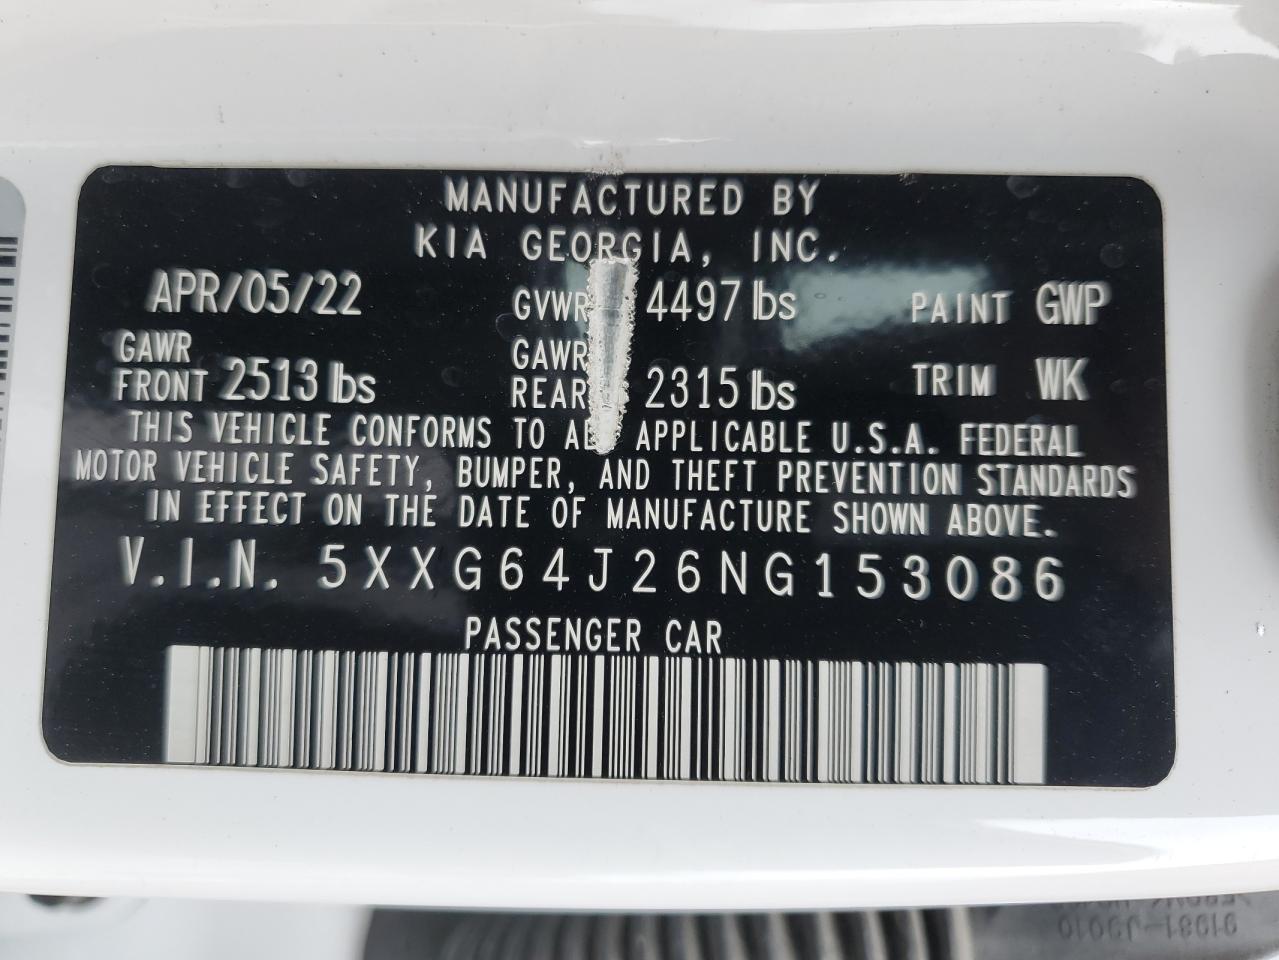 MANUFACTURED BY
KIA GEORGIA, INC.
APR/05/22 GVWR 4497 lbs PAINT GWP
GAWR FRONT 2513 lbs GAWR REAR 2315 lbs TRIM WK
THIS VEHICLE CONFORMS TO APPLICABLE U.S.A. FEDERAL
MOTOR VEHICLE SAFETY, BUMPER, AND THEFT PREVENTION STANDARDS
IN EFFECT ON THE DATE OF MANUFACTURE SHOWN ABOVE.
V.I.N. 5XXG64J26NG153086
PASSENGER CAR
91981-J9010